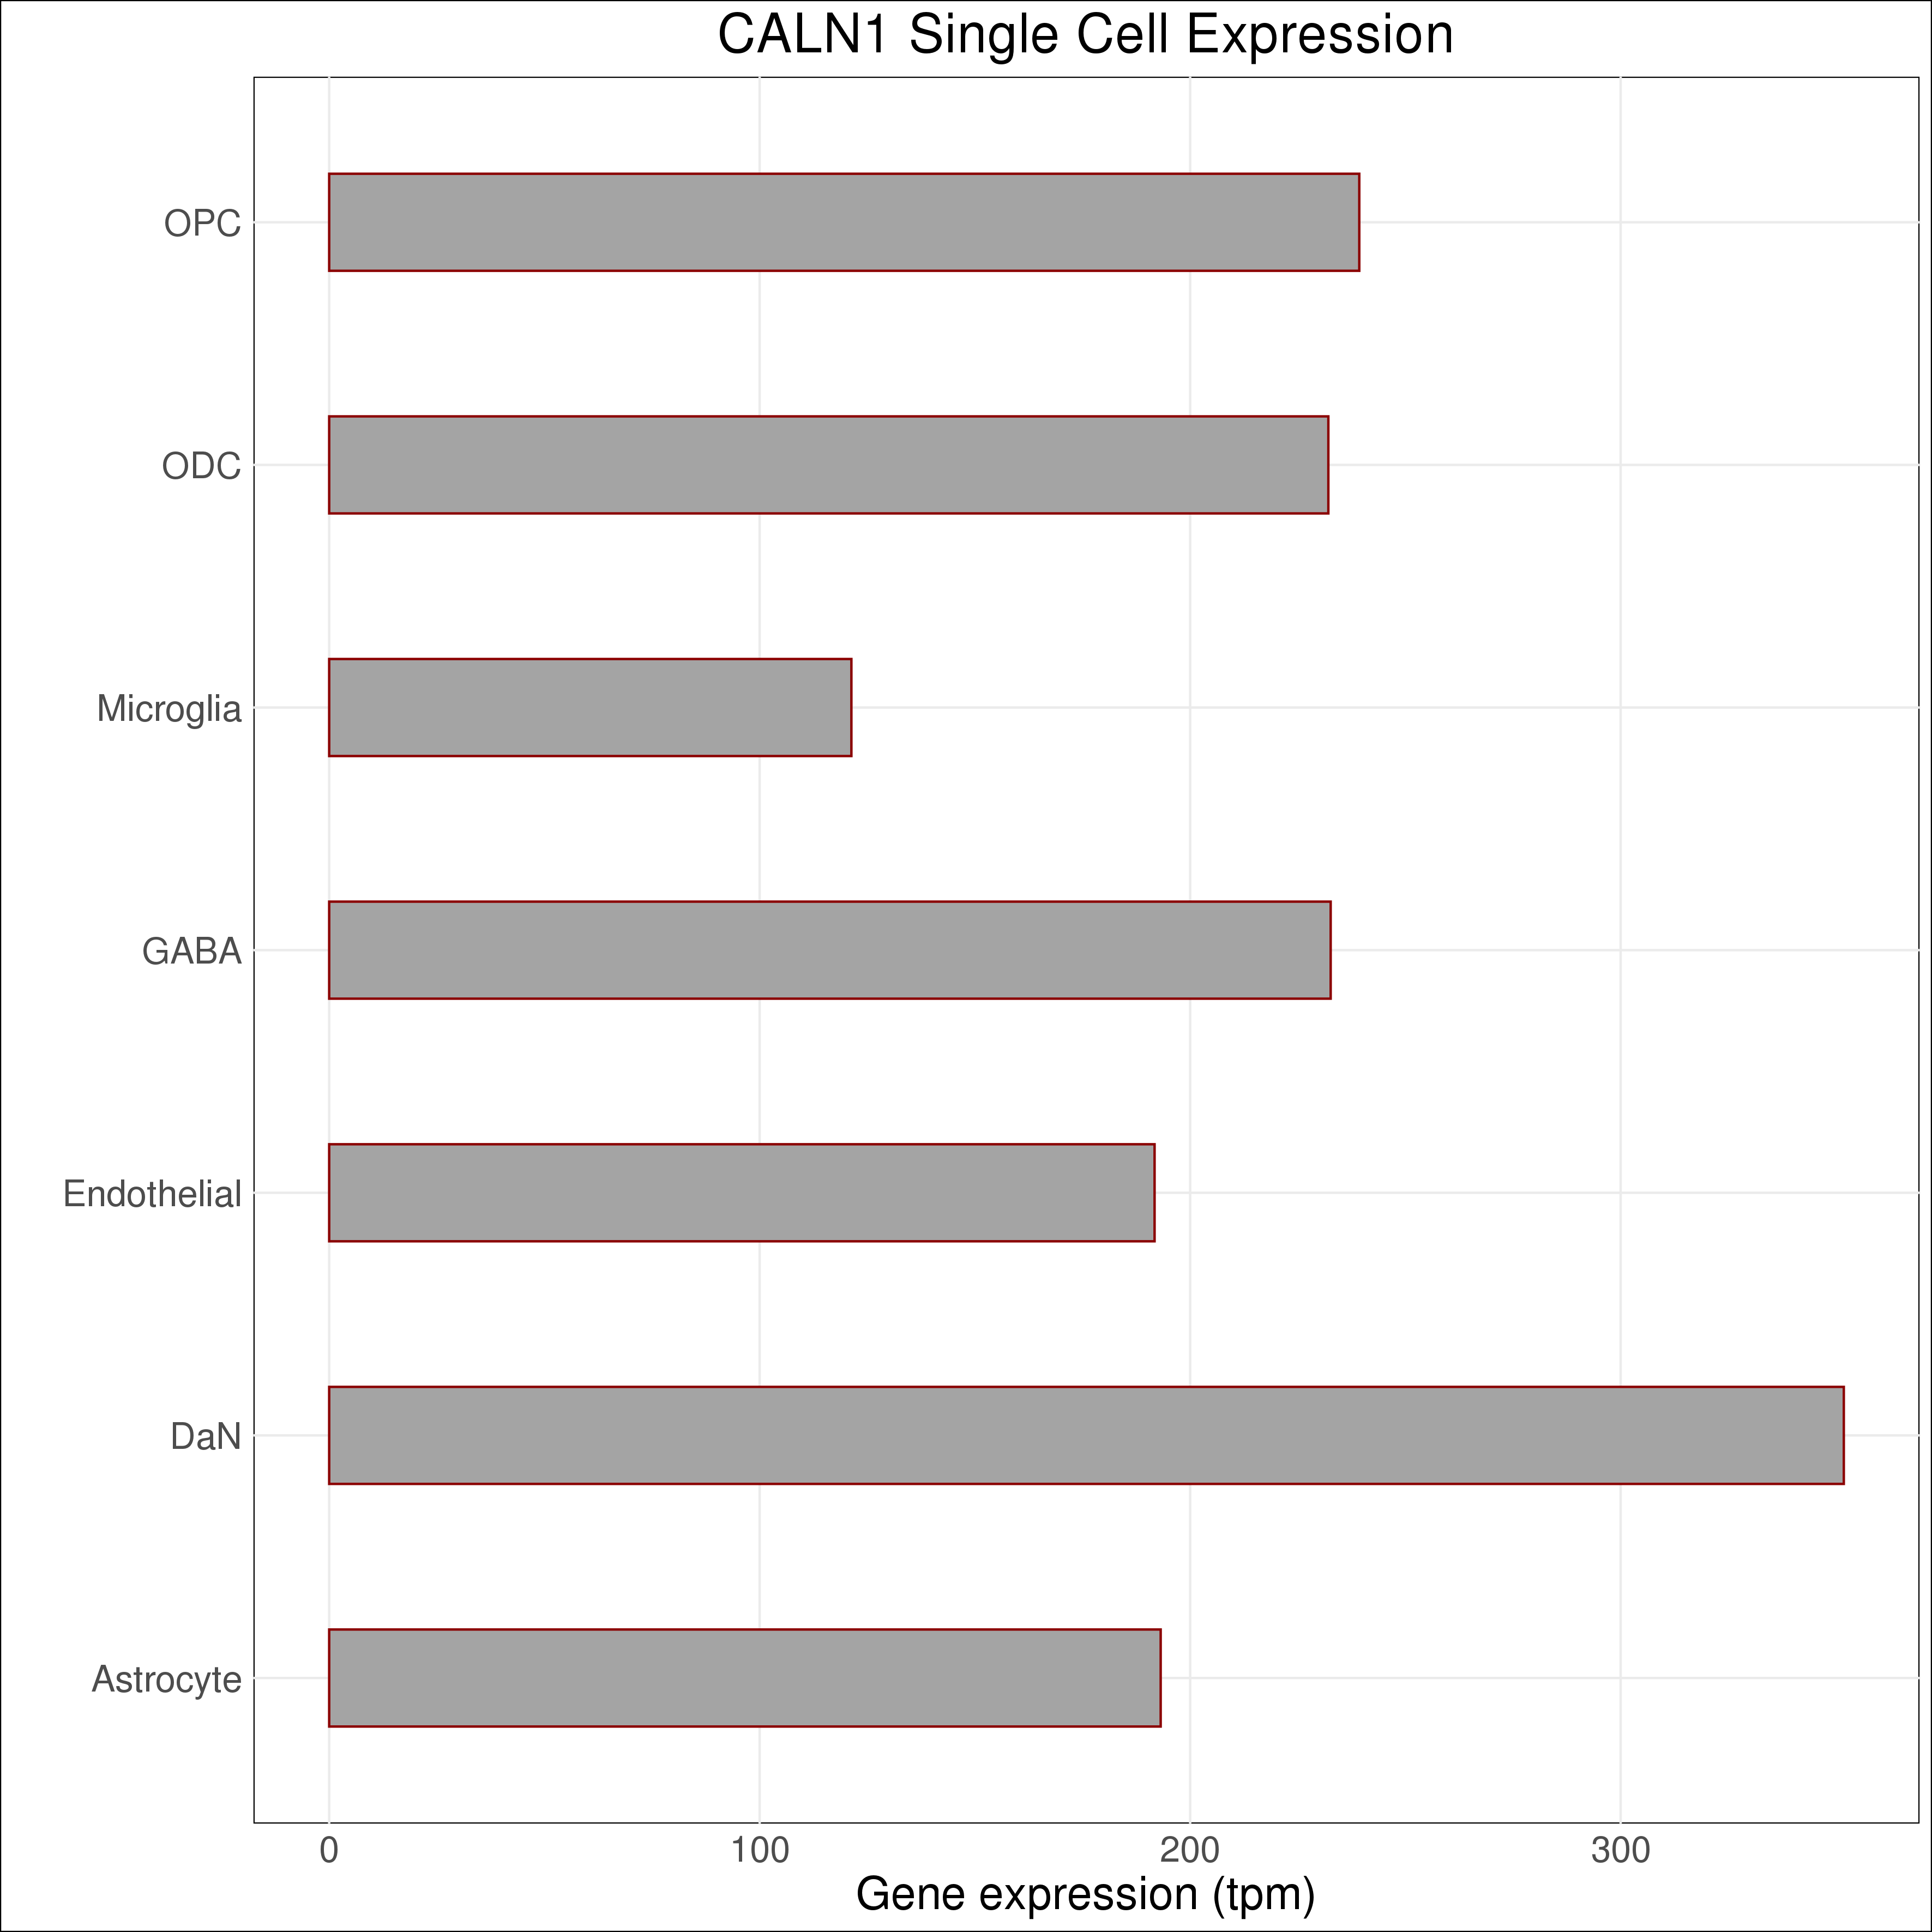 CALN1 Single Cell Expression
OPC
ODC
Microglia
GABA
Endothelial
DaN
Astrocyte
0 100 200 300
Gene expression (tpm)